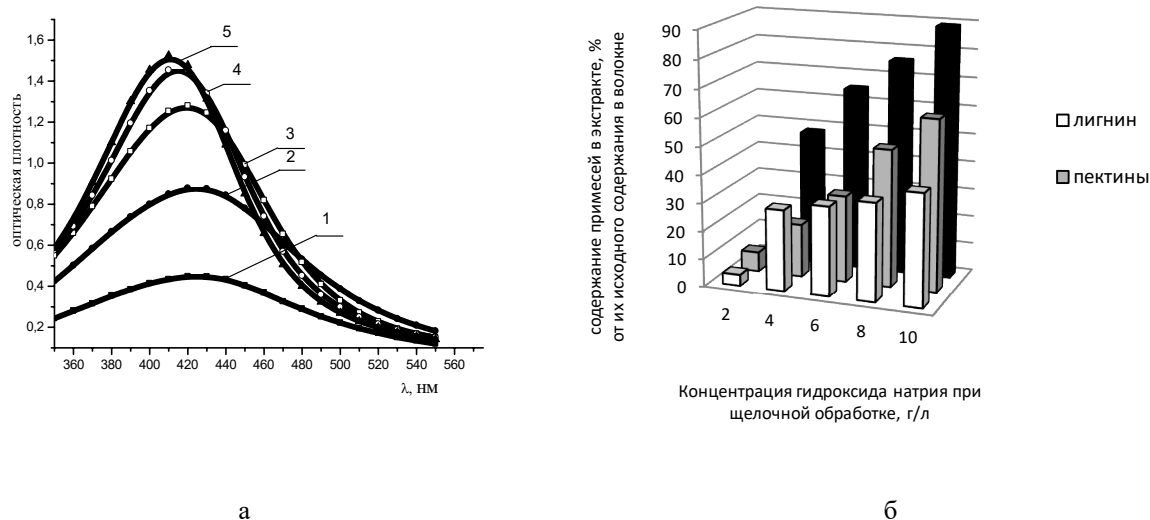 1,6
1,4
1,2
1,0
0,8
0,6
0,4
0,2
оптическая плотность
5
4
3
2
1
360 380 400 420 440 460 480 500 520 540 560
λ, нм
а
содержание примесей в экстракте, %
от их исходного содержания в волокне
90
80
70
60
50
40
30
20
10
0
2 4 6 8 10
Концентрация гидроксида натрия при
щелочной обработке, г/л
лигнин
пектины
б